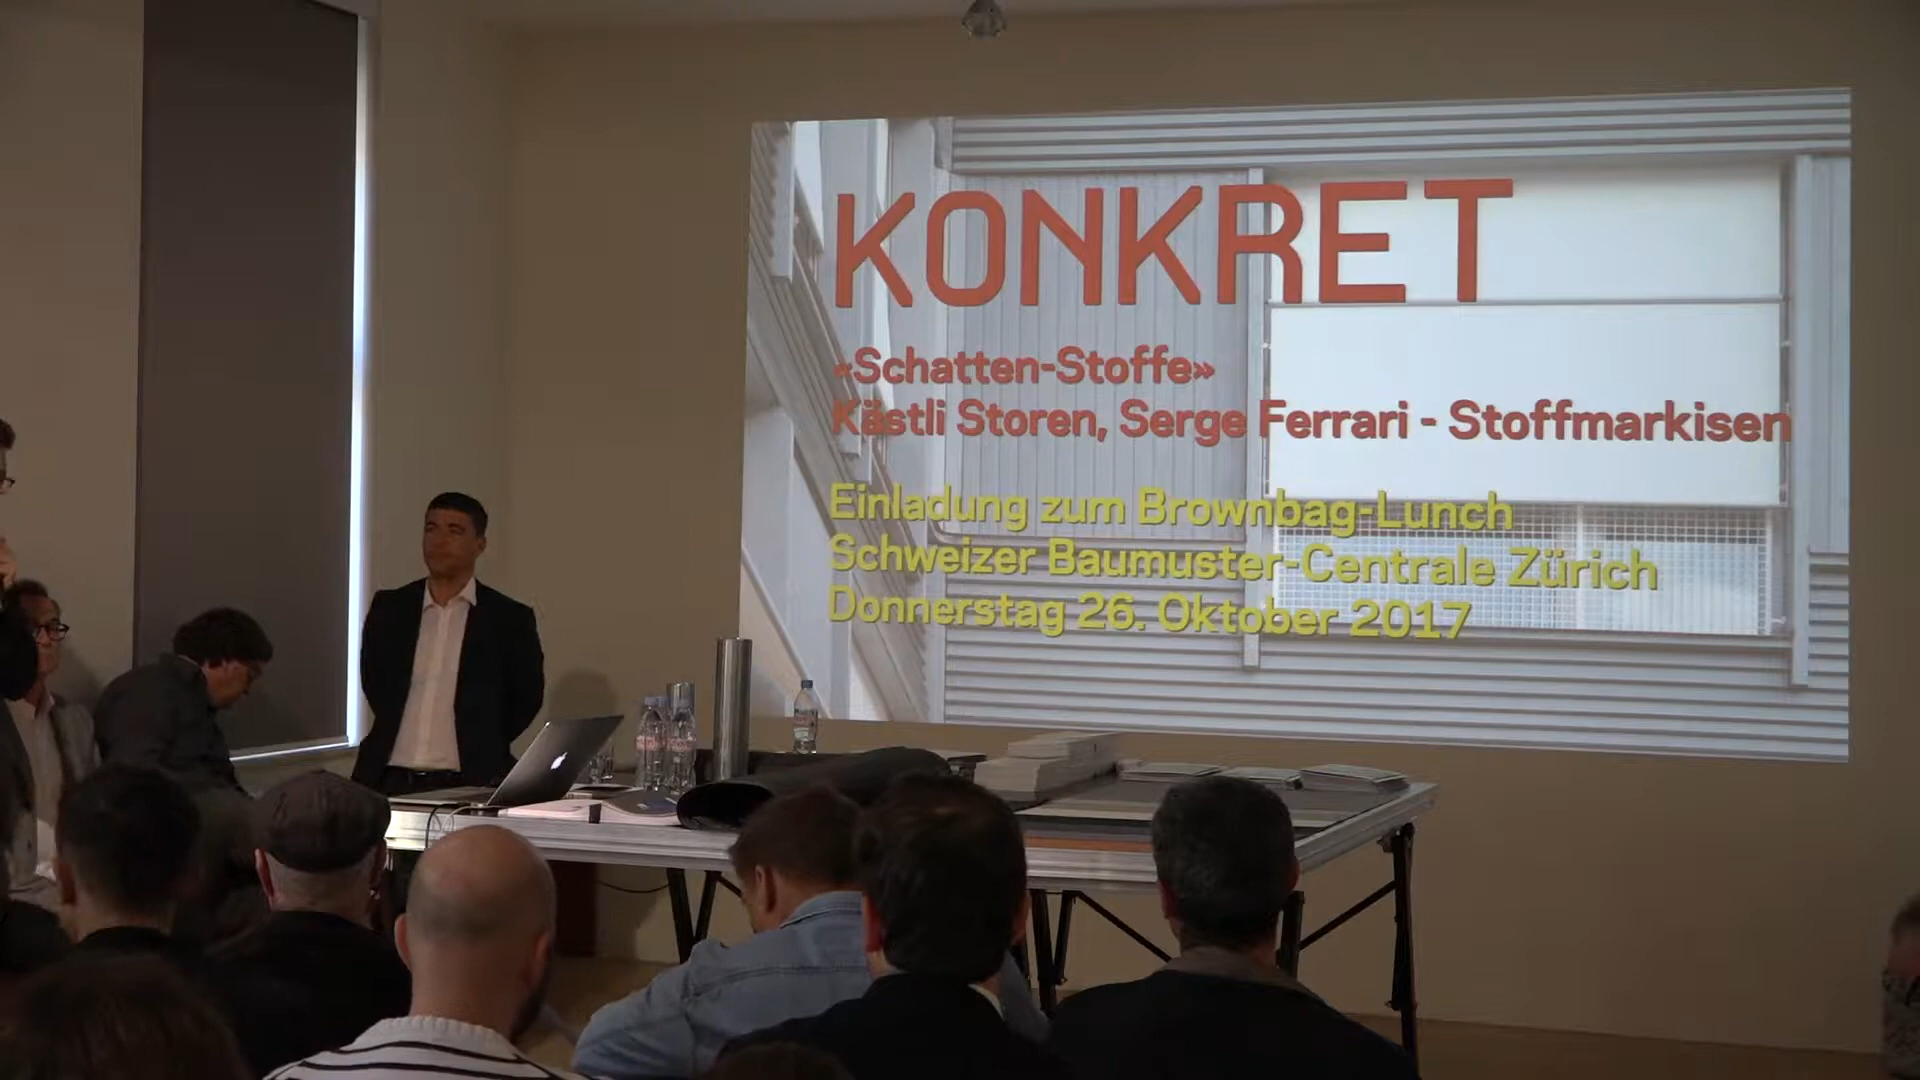 KONKRET
«Schatten-Stoffe»
Kästli Storen, Serge Ferrari - Stoffmarkisen
Einladung zum Brownbag-Lunch
Schweizer Baumuster-Centrale Zürich
Donnerstag 26. Oktober 2017